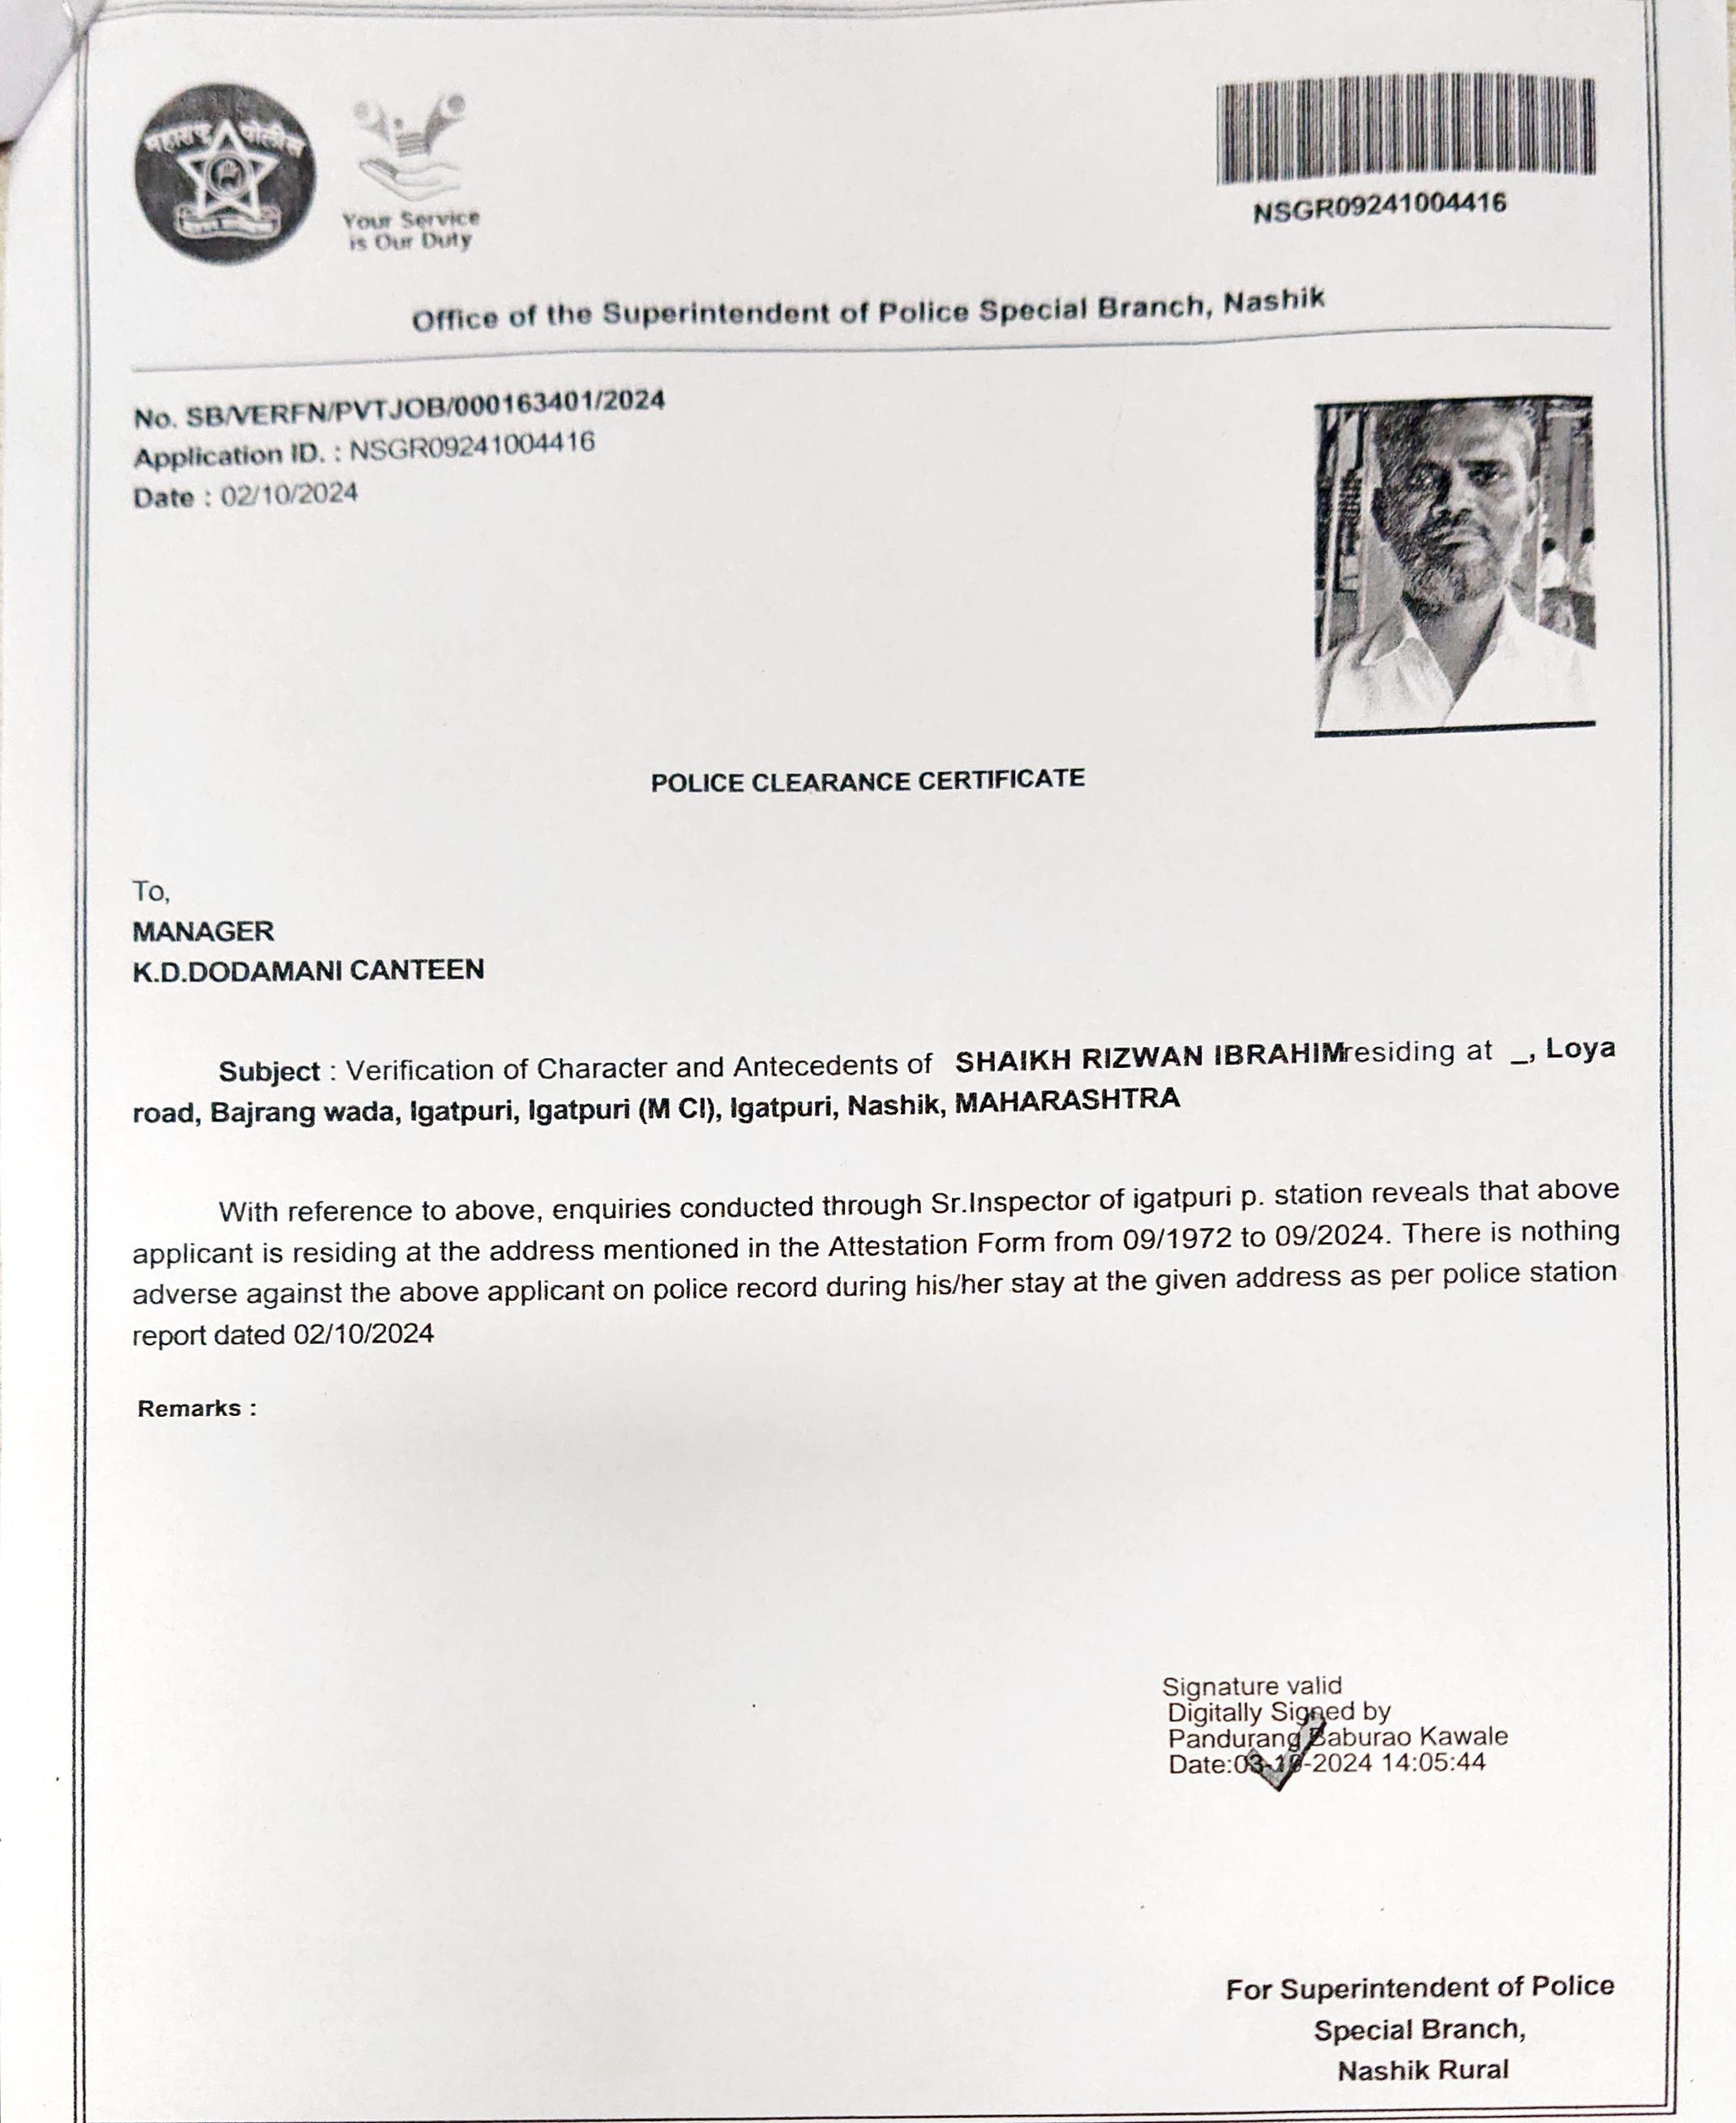 महाराष्ट्र पोलीस
Your Service
is Our Duty
NSGR09241004416
Office of the Superintendent of Police Special Branch, Nashik
No. SB/VERFN/PVTJOB/000163401/2024
Application ID. : NSGR09241004416
Date : 02/10/2024
POLICE CLEARANCE CERTIFICATE
To,
MANAGER
K.D.DODAMANI CANTEEN
Subject : Verification of Character and Antecedents of SHAIKH RIZWAN IBRAHIMresiding at _, Loya
road, Bajrang wada, Igatpuri, Igatpuri (M Cl), Igatpuri, Nashik, MAHARASHTRA
With reference to above, enquiries conducted through Sr.Inspector of igatpuri p. station reveals that above
applicant is residing at the address mentioned in the Attestation Form from 09/1972 to 09/2024. There is nothing
adverse against the above applicant on police record during his/her stay at the given address as per police station
report dated 02/10/2024
Remarks :
Signature valid
Digitally Signed by
Pandurang Baburao Kawale
Date:03-10-2024 14:05:44
For Superintendent of Police
Special Branch,
Nashik Rural